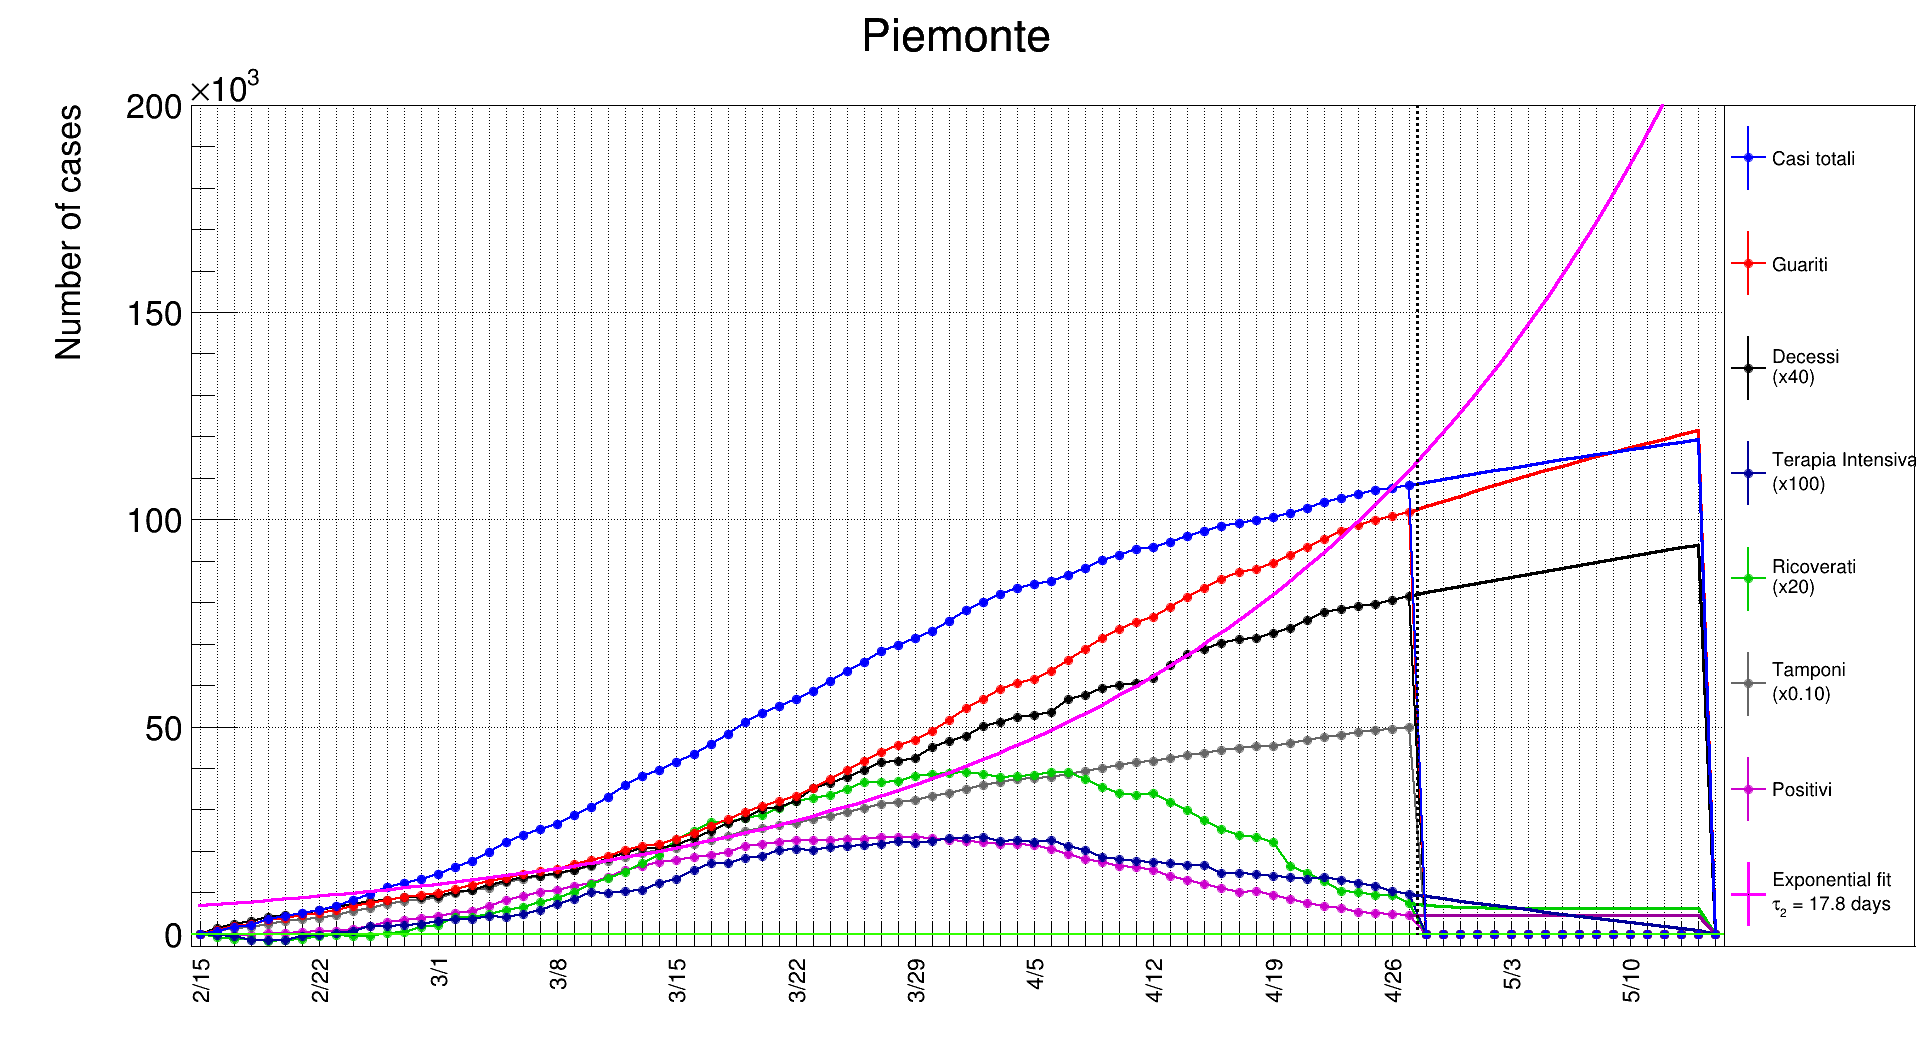 Piemonte
×10³
Number of cases
200
150
100
50
0
2/15
2/22
3/1
3/8
3/15
3/22
3/29
4/5
4/12
4/19
4/26
5/3
5/10
Casi totali
Guariti
Decessi
(x40)
Terapia Intensiva
(x100)
Ricoverati
(x20)
Tamponi
(x0.10)
Positivi
Exponential fit
τ₂ = 17.8 days